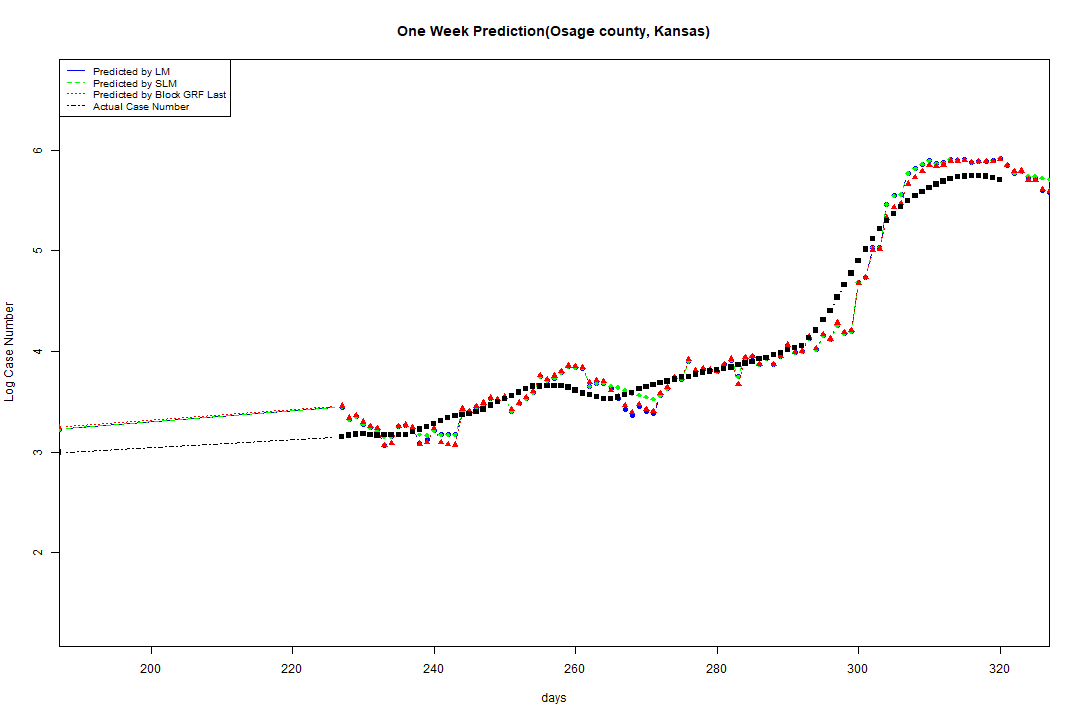 One Week Prediction(Osage county, Kansas)
Predicted by LM
Predicted by SLM
Predicted by Block GRF Last
Actual Case Number
Log Case Number
6
5
4
3
2
200 220 240 260 280 300 320
days